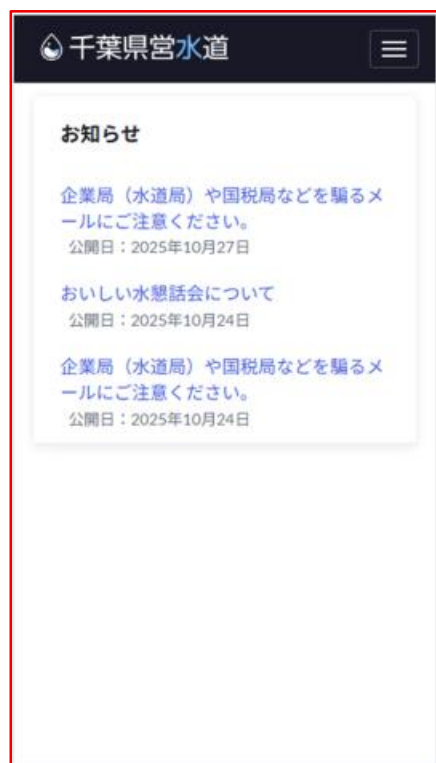 千葉県営水道
お知らせ
企業局（水道局）や国税局などを騙るメ
ールにご注意ください。
公開日：2025年10月27日
おいしい水懇話会について
公開日：2025年10月24日
企業局（水道局）や国税局などを騙るメ
ールにご注意ください。
公開日：2025年10月24日